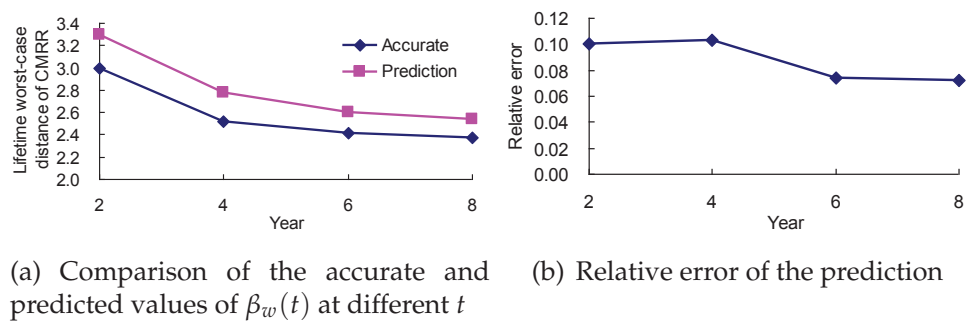 3.4
3.2
3.0
2.8
2.6
2.4
2.2
2.0
Lifetime worst-case
distance of CMRR
Accurate
Prediction
2 4 6 8
Year
0.12
0.10
0.08
0.06
0.04
0.02
0.00
Relative error
2 4 6 8
Year
(a) Comparison of the accurate and
predicted values of β_w(t) at different t
(b) Relative error of the prediction